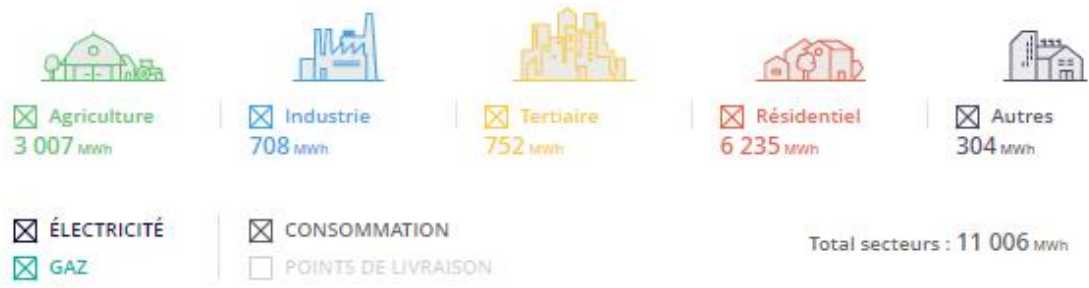 Agriculture Industrie Tertiaire Résidentiel Autres
3 007 MWh 708 MWh 752 MWh 6 235 MWh 304 MWh
ÉLECTRICITÉ CONSOMMATION Total secteurs : 11 006 MWh
GAZ POINTS DE LIVRAISON